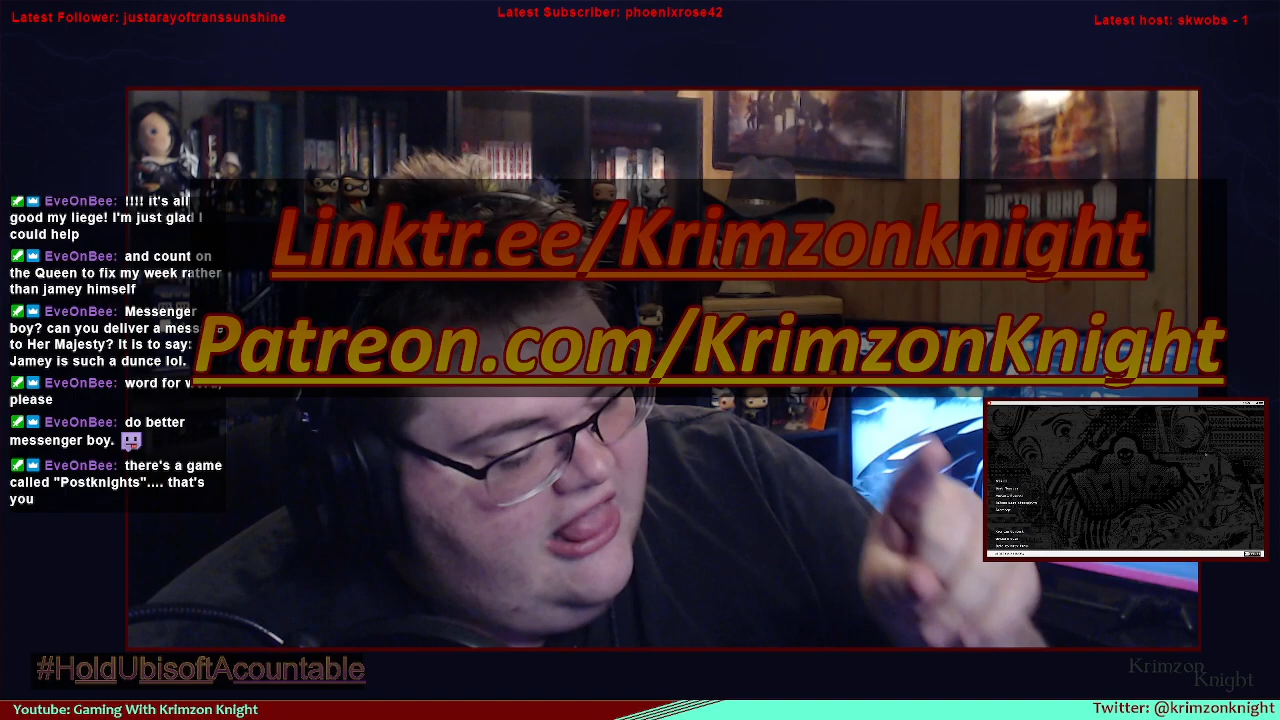 Latest Follower: justarayoftranssunshine
Latest Subscriber: phoenixrose42
Latest host: skwobs - 1
EveOnBee: !!!! it's all
good my liege! I'm just glad I
could help
EveOnBee: and count on
the Queen to fix my week rather
than jamey himself
EveOnBee: Messenger
boy? can you deliver a mess
to Her Majesty? It is to say:
Jamey is such a dunce lol.
EveOnBee: word for word,
please
EveOnBee: do better
messenger boy.
EveOnBee: there's a game
called "Postknights".... that's
you
Linktr.ee/Krimzonknight
Patreon.com/KrimzonKnight
DOCTOR WHO
#HoldUbisoftAcountable
Krimzon
Knight
Youtube: Gaming With Krimzon Knight
Twitter: @krimzonknight